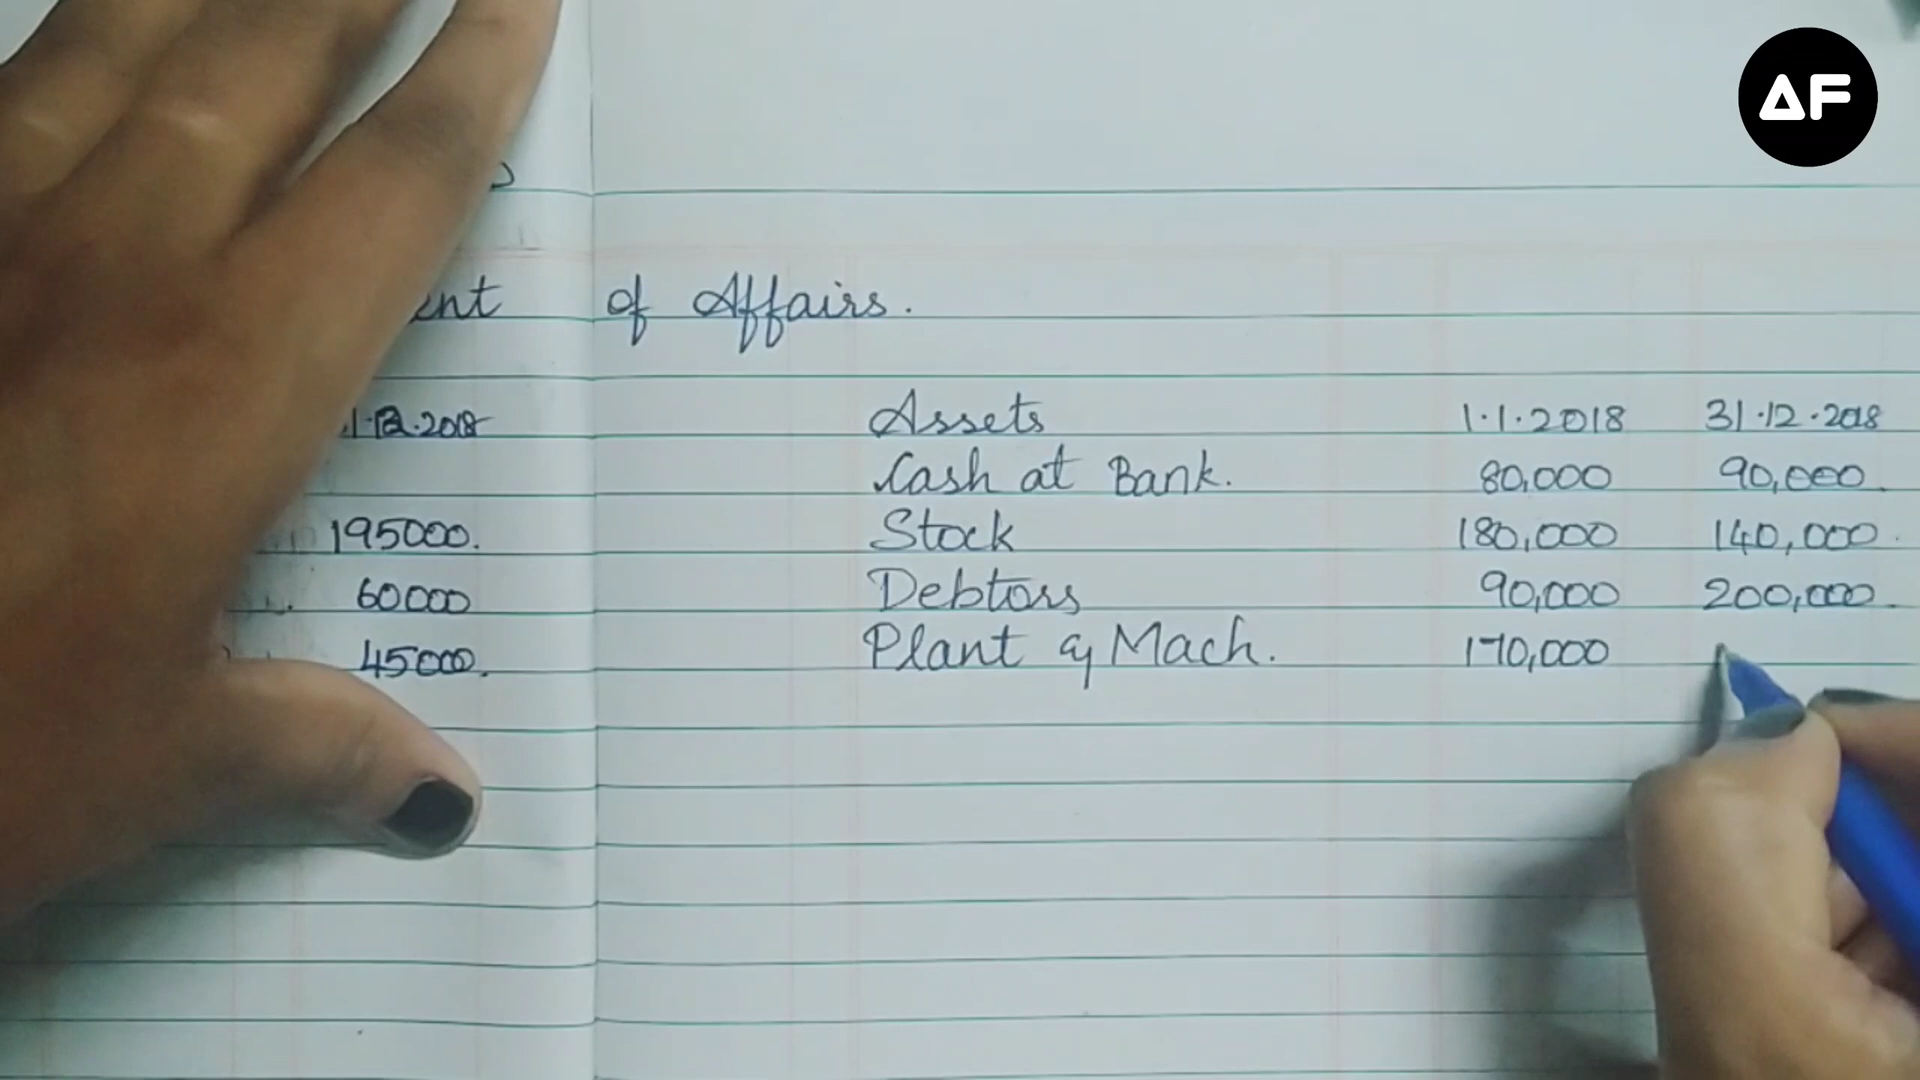 AF
of Affairs.
1.12.2018 Assets 1.1.2018 31.12.2018
Cash at Bank. 80,000 90,000.
195000. Stock 180,000 140,000.
60000 Debtors 90,000 200,000.
45000. Plant & Mach. 170,000